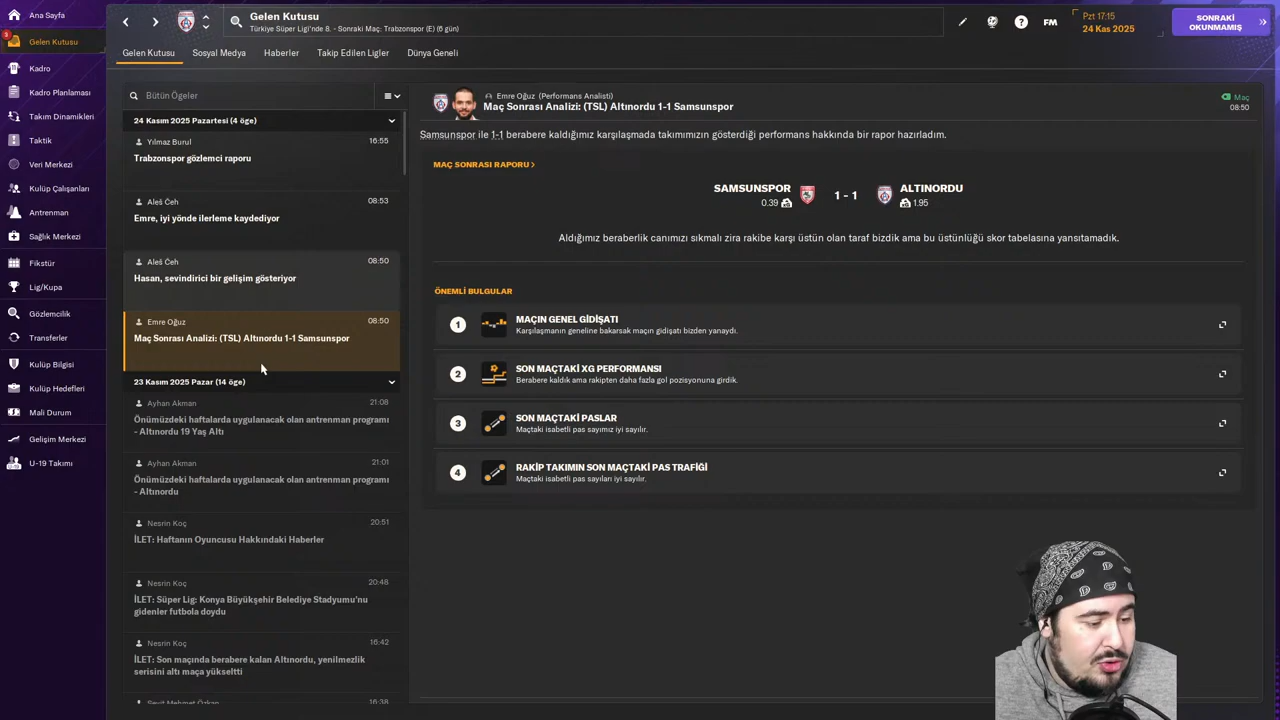 Ana Sayfa
3
Gelen Kutusu
Kadro
Kadro Planlaması
Takım Dinamikleri
Taktik
Veri Merkezi
Kulüp Çalışanları
Antrenman
Sağlık Merkezi
Fikstür
Lig/Kupa
Gözlemcilik
Transferler
Kulüp Bilgisi
Kulüp Hedefleri
Mali Durum
Gelişim Merkezi
U-19 Takımı
Gelen Kutusu
Türkiye Süper Ligi'nde 8. - Sonraki Maç: Trabzonspor (E) (6 gün)
FM
Pzt 17:15
24 Kas 2025
SONRAKİ
OKUNMAMIŞ
Gelen Kutusu
Sosyal Medya
Haberler
Takip Edilen Ligler
Dünya Geneli
Bütün Ögeler
24 Kasım 2025 Pazartesi (4 öge)
Yılmaz Burul 16:55
Trabzonspor gözlemci raporu
Aleš Čeh 08:53
Emre, iyi yönde ilerleme kaydediyor
Aleš Čeh 08:50
Hasan, sevindirici bir gelişim gösteriyor
Emre Oğuz 08:50
Maç Sonrası Analizi: (TSL) Altınordu 1-1 Samsunspor
23 Kasım 2025 Pazar (14 öge)
Ayhan Akman 21:08
Önümüzdeki haftalarda uygulanacak olan antrenman programı
- Altınordu 19 Yaş Altı
Ayhan Akman 21:01
Önümüzdeki haftalarda uygulanacak olan antrenman programı
- Altınordu
Nesrin Koç 20:51
İLET: Haftanın Oyuncusu Hakkındaki Haberler
Nesrin Koç 20:48
İLET: Süper Lig: Konya Büyükşehir Belediye Stadyumu'nu
gidenler futbola doydu
Nesrin Koç 16:42
İLET: Son maçında berabere kalan Altınordu, yenilmezlik
serisini altı maça yükseltti
Seyit Mehmet Özkan 16:38
Emre Oğuz (Performans Analisti)
Maç Sonrası Analizi: (TSL) Altınordu 1-1 Samsunspor
Maç
08:50
Samsunspor ile 1-1 berabere kaldığımız karşılaşmada takımımızın gösterdiği performans hakkında bir rapor hazırladım.
MAÇ SONRASI RAPORU >
SAMSUNSPOR 1 - 1 ALTINORDU
0.39 xG xG 1.95
Aldığımız beraberlik canımızı sıkmalı zira rakibe karşı üstün olan taraf bizdik ama bu üstünlüğü skor tabelasına yansıtamadık.
ÖNEMLİ BULGULAR
1 MAÇIN GENEL GİDİŞATI
Karşılaşmanın geneline bakarsak maçın gidişatı bizden yanaydı.
2 SON MAÇTAKİ XG PERFORMANSI
Berabere kaldık ama rakipten daha fazla gol pozisyonuna girdik.
3 SON MAÇTAKİ PASLAR
Maçtaki isabetli pas sayımız iyi sayılır.
4 RAKİP TAKIMIN SON MAÇTAKİ PAS TRAFİĞİ
Maçtaki isabetli pas sayıları iyi sayılır.